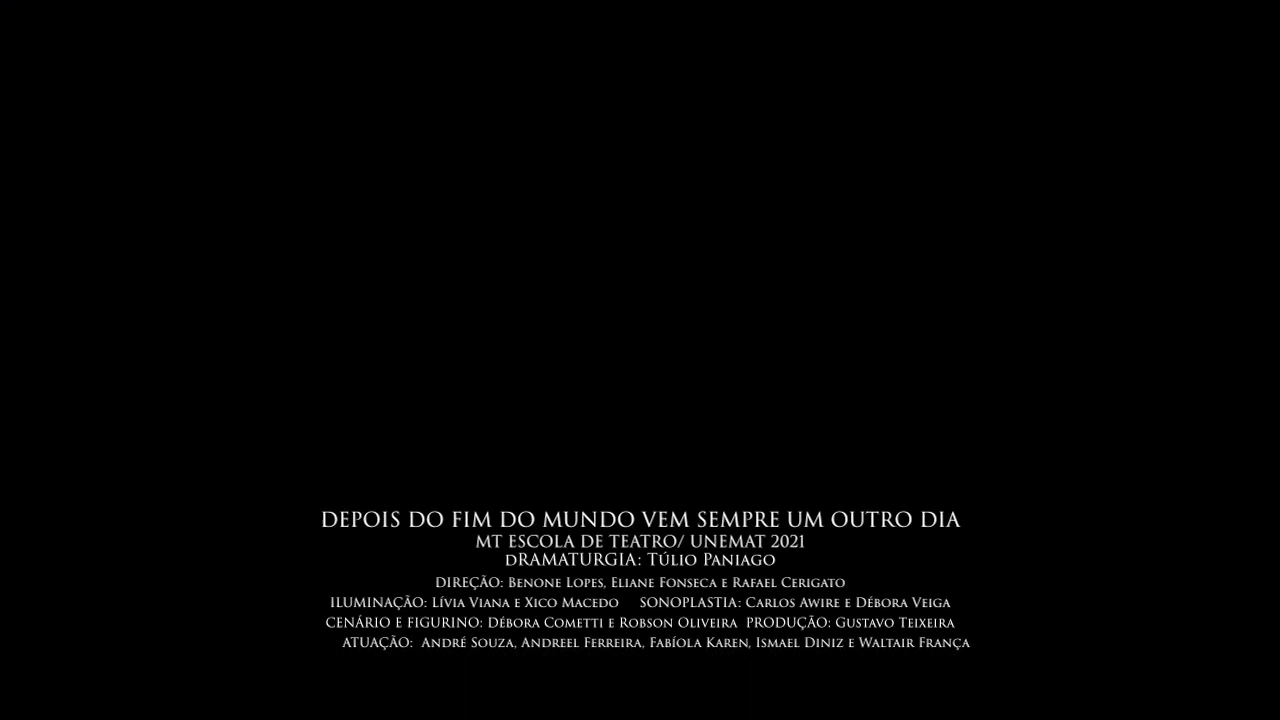 DEPOIS DO FIM DO MUNDO VEM SEMPRE UM OUTRO DIA
MT ESCOLA DE TEATRO/ UNEMAT 2021
dRAMATURGIA: Túlio Paniago
DIREÇÃO: Benone Lopes, Eliane Fonseca e Rafael Cerigato
ILUMINAÇÃO: Lívia Viana e Xico Macedo SONOPLASTIA: Carlos Awire e Débora Veiga
CENÁRIO E FIGURINO: Débora Cometti e Robson Oliveira PRODUÇÃO: Gustavo Teixeira
ATUAÇÃO: André Souza, Andreel Ferreira, Fabíola Karen, Ismael Diniz e Waltair França